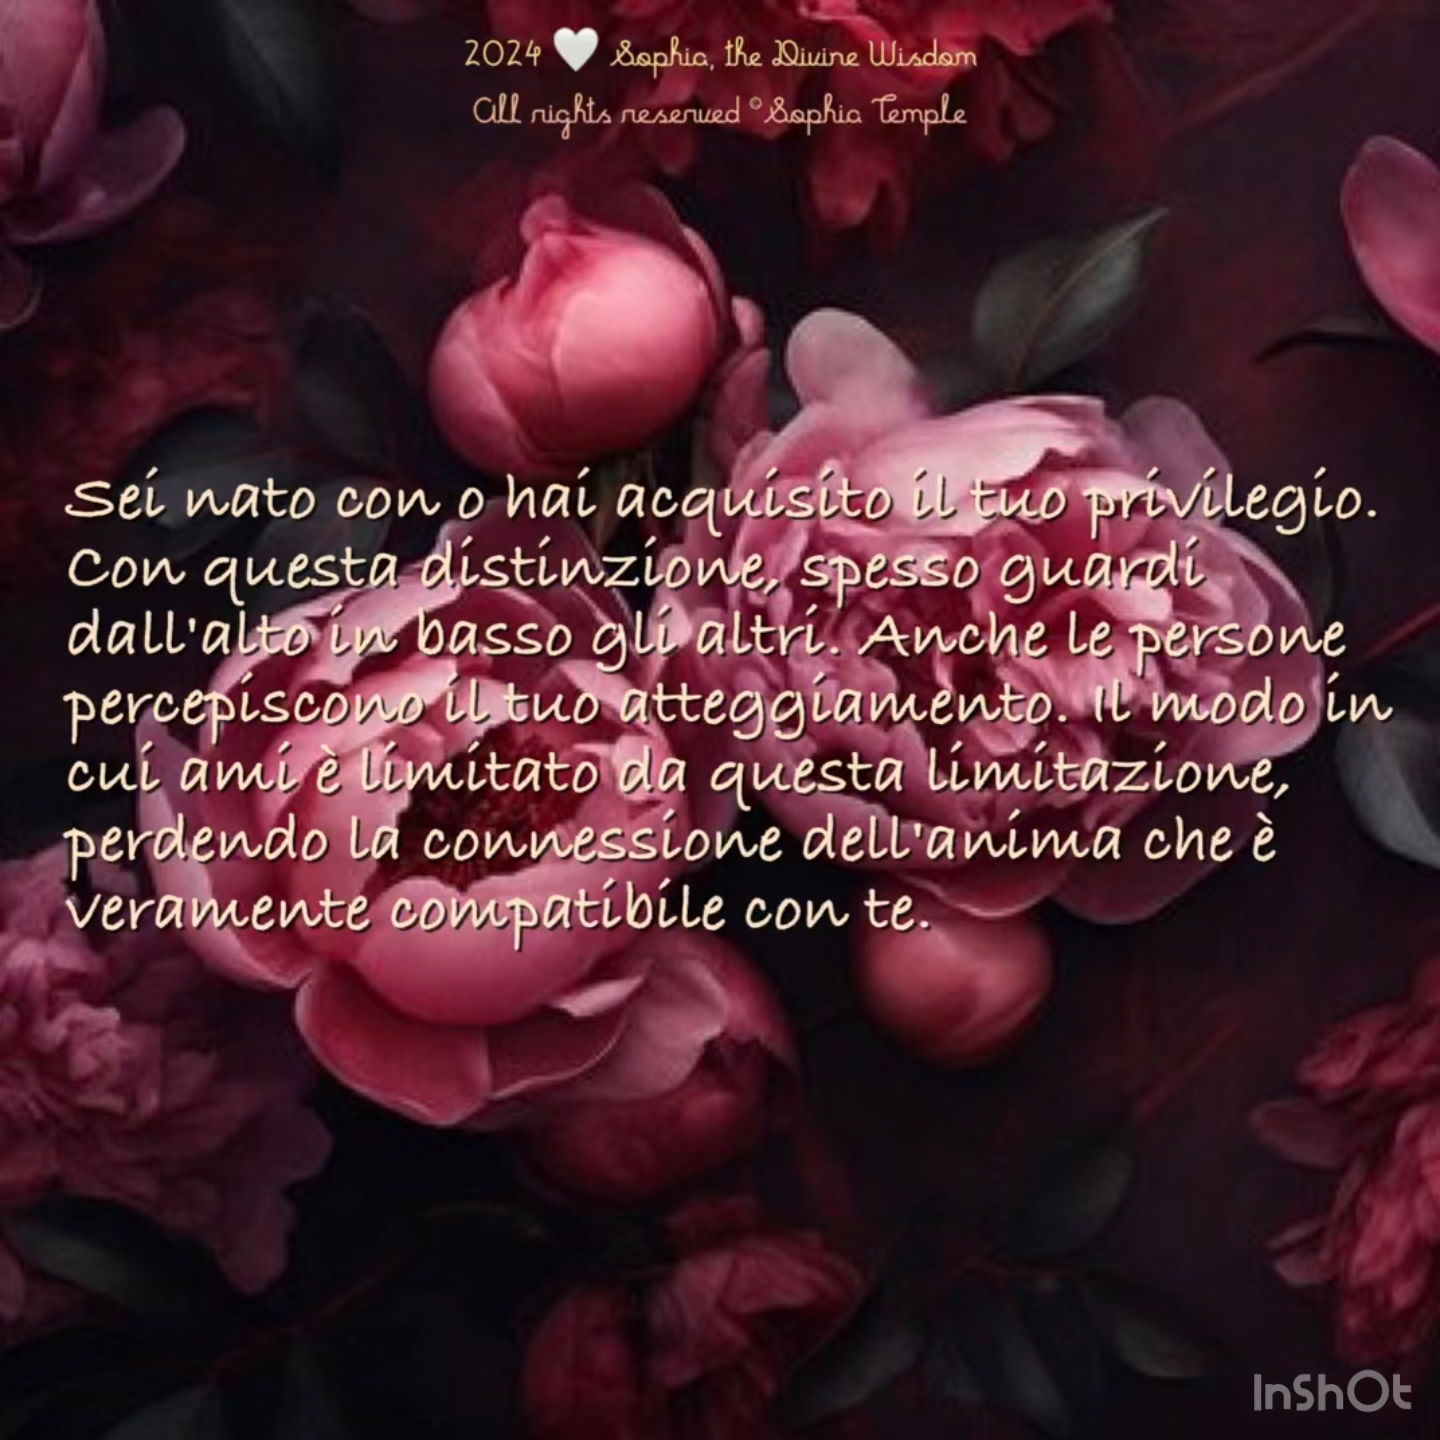 2024 🤍 Sophia, the Divine Wisdom
All rights reserved © Sophia Temple
Sei nato con o hai acquisito il tuo privilegio.
Con questa distinzione, spesso guardi
dall'alto in basso gli altri. Anche le persone
percepiscono il tuo atteggiamento. Il modo in
cui ami è limitato da questa limitazione,
perdendo la connessione dell'anima che è
veramente compatibile con te.
InShOt